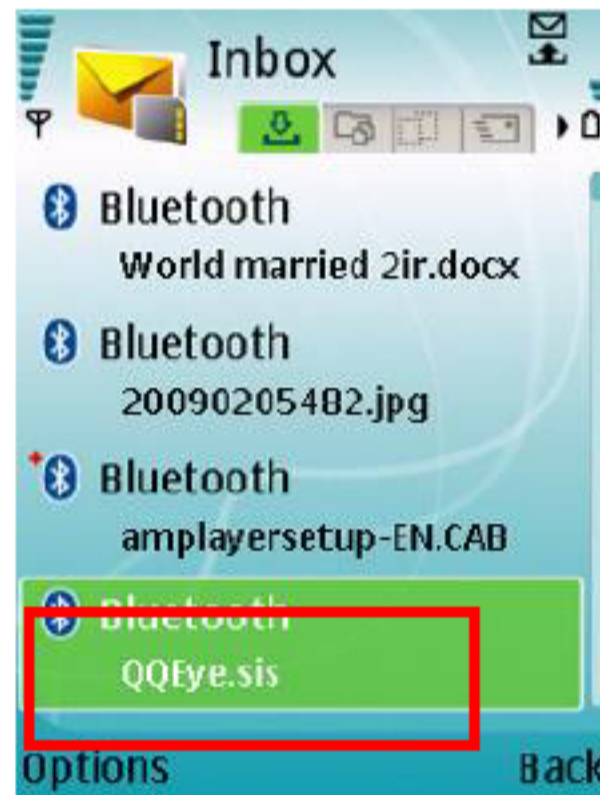 Inbox
Bluetooth
World married 2ir.docx
Bluetooth
20090205482.jpg
Bluetooth
amplayersetup-EN.CAB
Bluetooth
QQEye.sis
Options Back